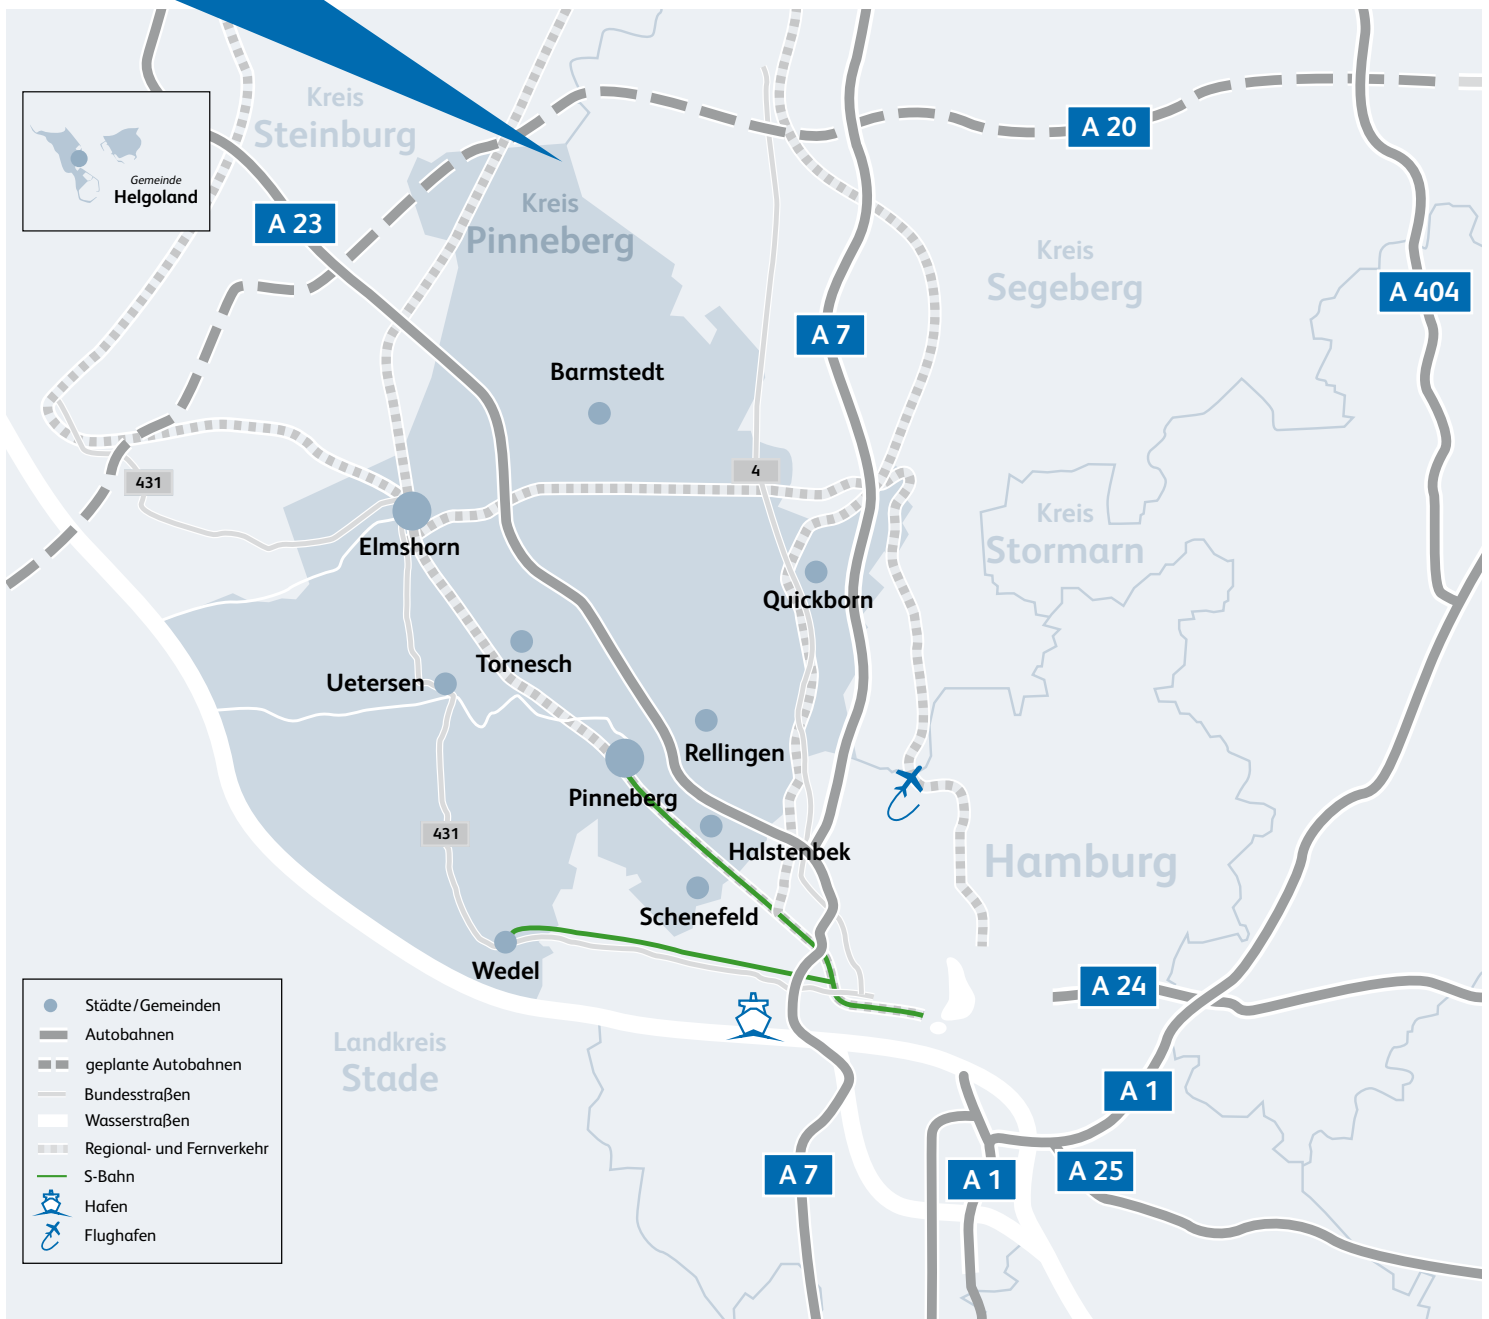 Kreis
Steinburg
A 20
Gemeinde
Helgoland
A 23
Kreis
Pinneberg
Kreis
Segeberg
A 404
A 7
Barmstedt
431
4
Kreis
Stormarn
Elmshorn
Quickborn
Tornesch
Uetersen
Rellingen
Pinneberg
431
Halstenbek
Hamburg
Schenefeld
Wedel
A 24
Landkreis
Stade
A 1
A 7
A 1
A 25
Städte/Gemeinden
Autobahnen
geplante Autobahnen
Bundesstraßen
Wasserstraßen
Regional- und Fernverkehr
S-Bahn
Hafen
Flughafen